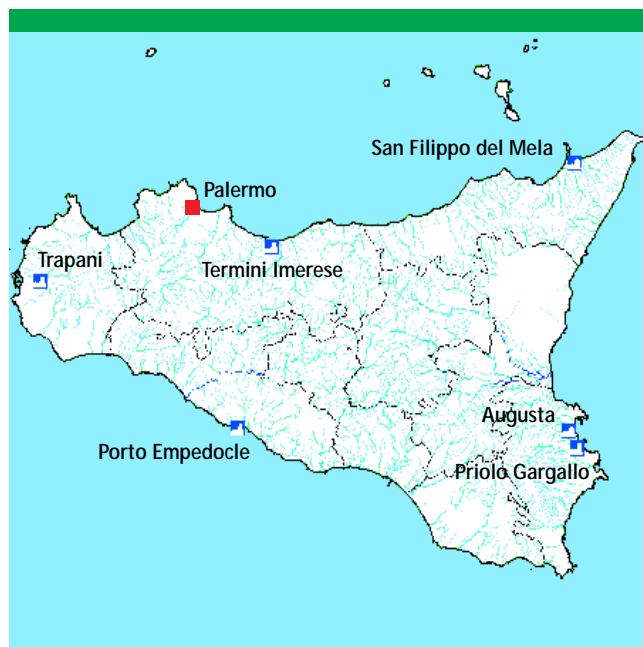 San Filippo del Mela
Palermo
Trapani
Termini Imerese
Augusta
Porto Empedocle
Priolo Gargallo